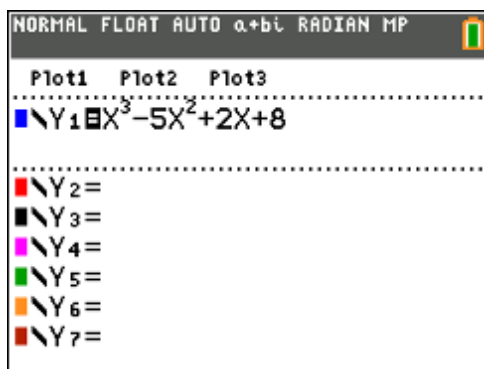 NORMAL FLOAT AUTO a+bi RADIAN MP
Plot1 Plot2 Plot3
\Y₁=X³−5X²+2X+8
\Y₂=
\Y₃=
\Y₄=
\Y₅=
\Y₆=
\Y₇=